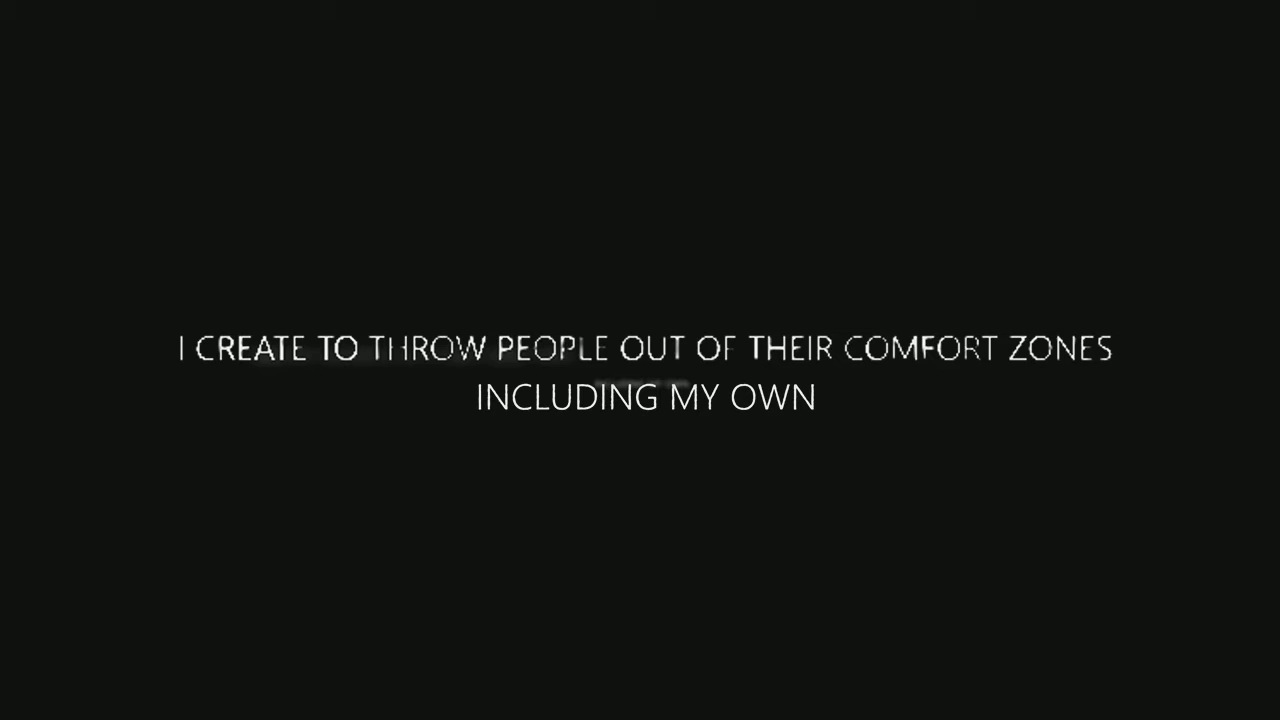 I CREATE TO THROW PEOPLE OUT OF THEIR COMFORT ZONES
INCLUDING MY OWN